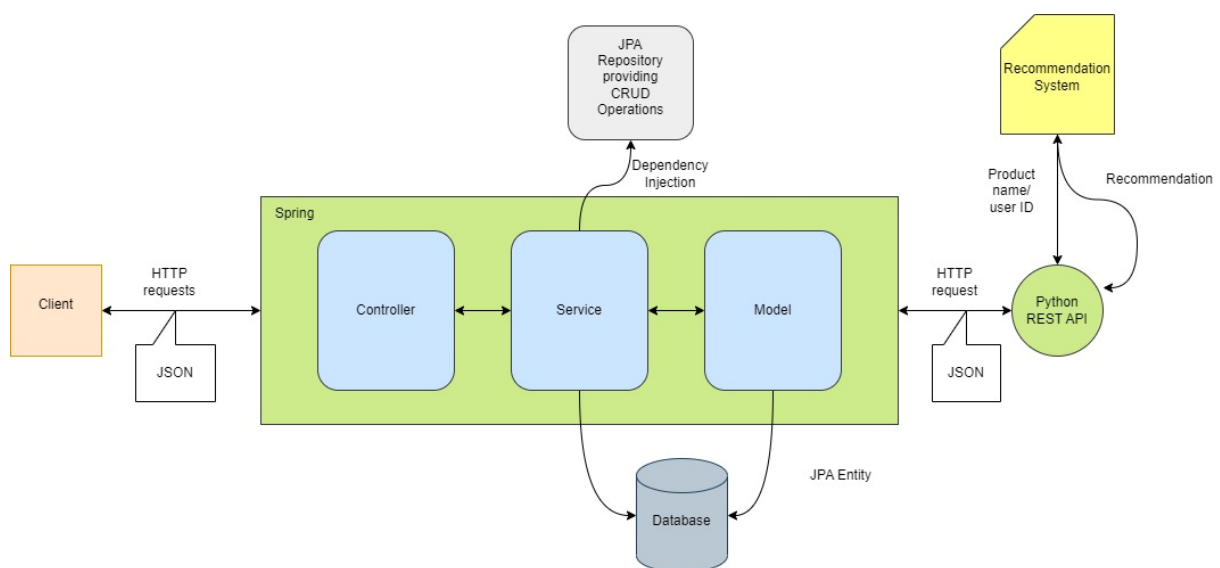 JPA
Repository
providing
CRUD
Operations
Recommendation
System
Dependency
Injection
Product
name/
user ID
Recommendation
Spring
Client
HTTP
requests
JSON
Controller
Service
Model
HTTP
request
JSON
Python
REST API
JPA Entity
Database